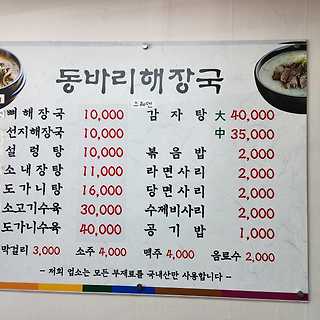 동바리해장국
뼈해장국 10,000 감자탕 大 40,000
선지해장국 10,000 中 35,000
설렁탕 10,000 볶음밥 2,000
소내장탕 11,000 라면사리 2,000
도가니탕 16,000 당면사리 2,000
소고기수육 30,000 수제비사리 2,000
도가니수육 40,000 공기밥 1,000
막걸리 3,000 소주 4,000 맥주 4,000 음료수 2,000
- 저희 업소는 모든 부재료를 국내산만 사용합니다 -